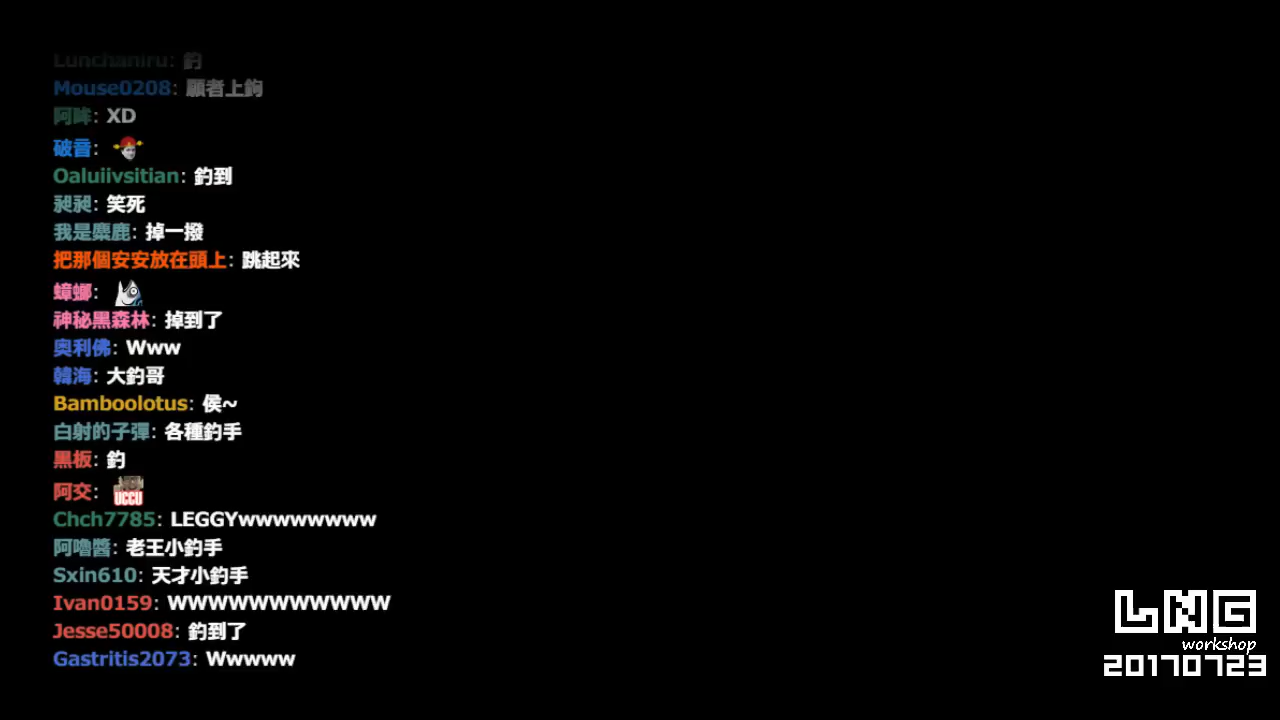 Lunchaniru: 釣
Mouse0208: 願者上鉤
阿眸: XD
破音:
Oaluiivsitian: 釣到
昶昶: 笑死
我是麋鹿: 掉一撥
把那個安安放在頭上: 跳起來
蟑螂:
神秘黑森林: 掉到了
奧利佛: Www
韓海: 大釣哥
Bamboolotus: 侯~
白射的子彈: 各種釣手
黑板: 釣
阿交: UCCU
Chch7785: LEGGYwwwwwwww
阿嚕醬: 老王小釣手
Sxin610: 天才小釣手
Ivan0159: WWWWWWWWWWW
Jesse50008: 釣到了
Gastritis2073: Wwwww
LNG
workshop
20170723